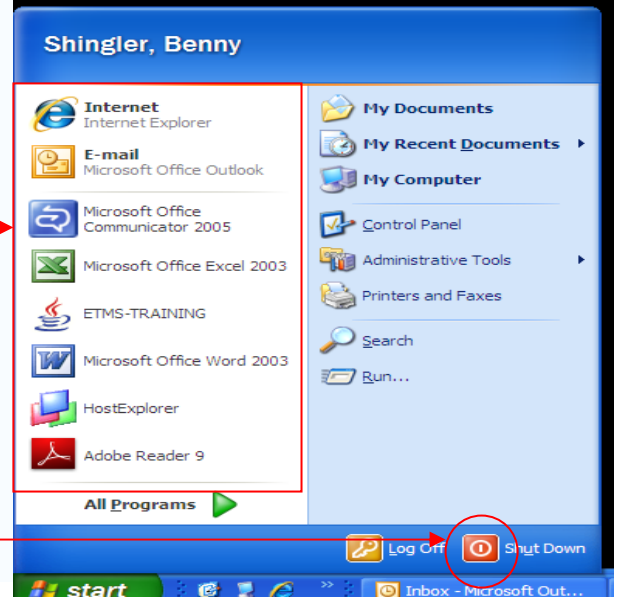 Shingler, Benny
Internet
Internet Explorer
E-mail
Microsoft Office Outlook
Microsoft Office
Communicator 2005
Microsoft Office Excel 2003
ETMS-TRAINING
Microsoft Office Word 2003
HostExplorer
Adobe Reader 9
All Programs
My Documents
My Recent Documents
My Computer
Control Panel
Administrative Tools
Printers and Faxes
Search
Run...
Log Off
Shut Down
start
Inbox - Microsoft Out...